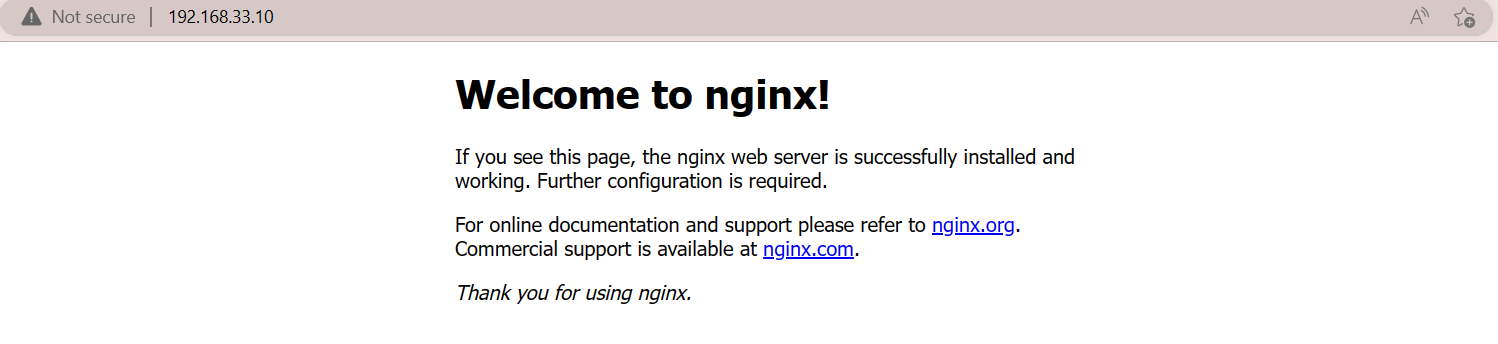 Not secure | 192.168.33.10
Welcome to nginx!
If you see this page, the nginx web server is successfully installed and
working. Further configuration is required.
For online documentation and support please refer to nginx.org.
Commercial support is available at nginx.com.
Thank you for using nginx.